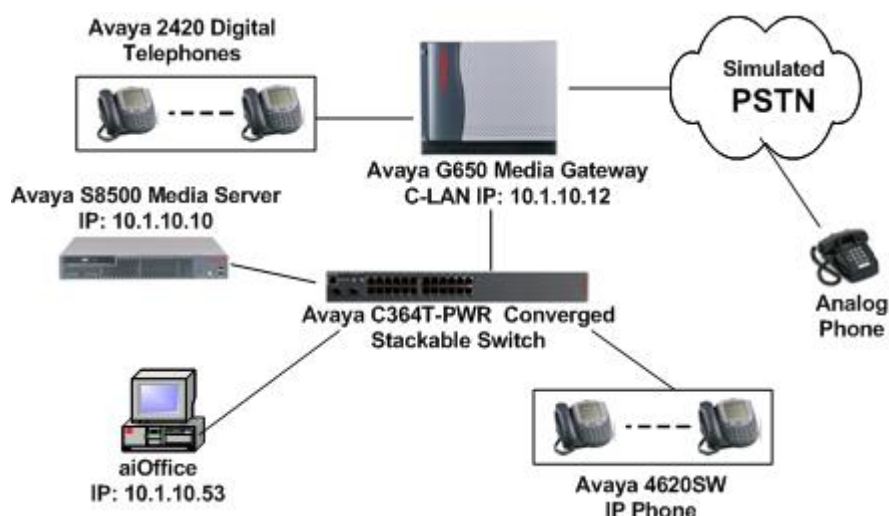 Avaya 2420 Digital
Telephones
Simulated
PSTN
Avaya G650 Media Gateway
C-LAN IP: 10.1.10.12
Avaya S8500 Media Server
IP: 10.1.10.10
Avaya C364T-PWR Converged
Stackable Switch
Analog
Phone
aiOffice
IP: 10.1.10.53
Avaya 4620SW
IP Phone